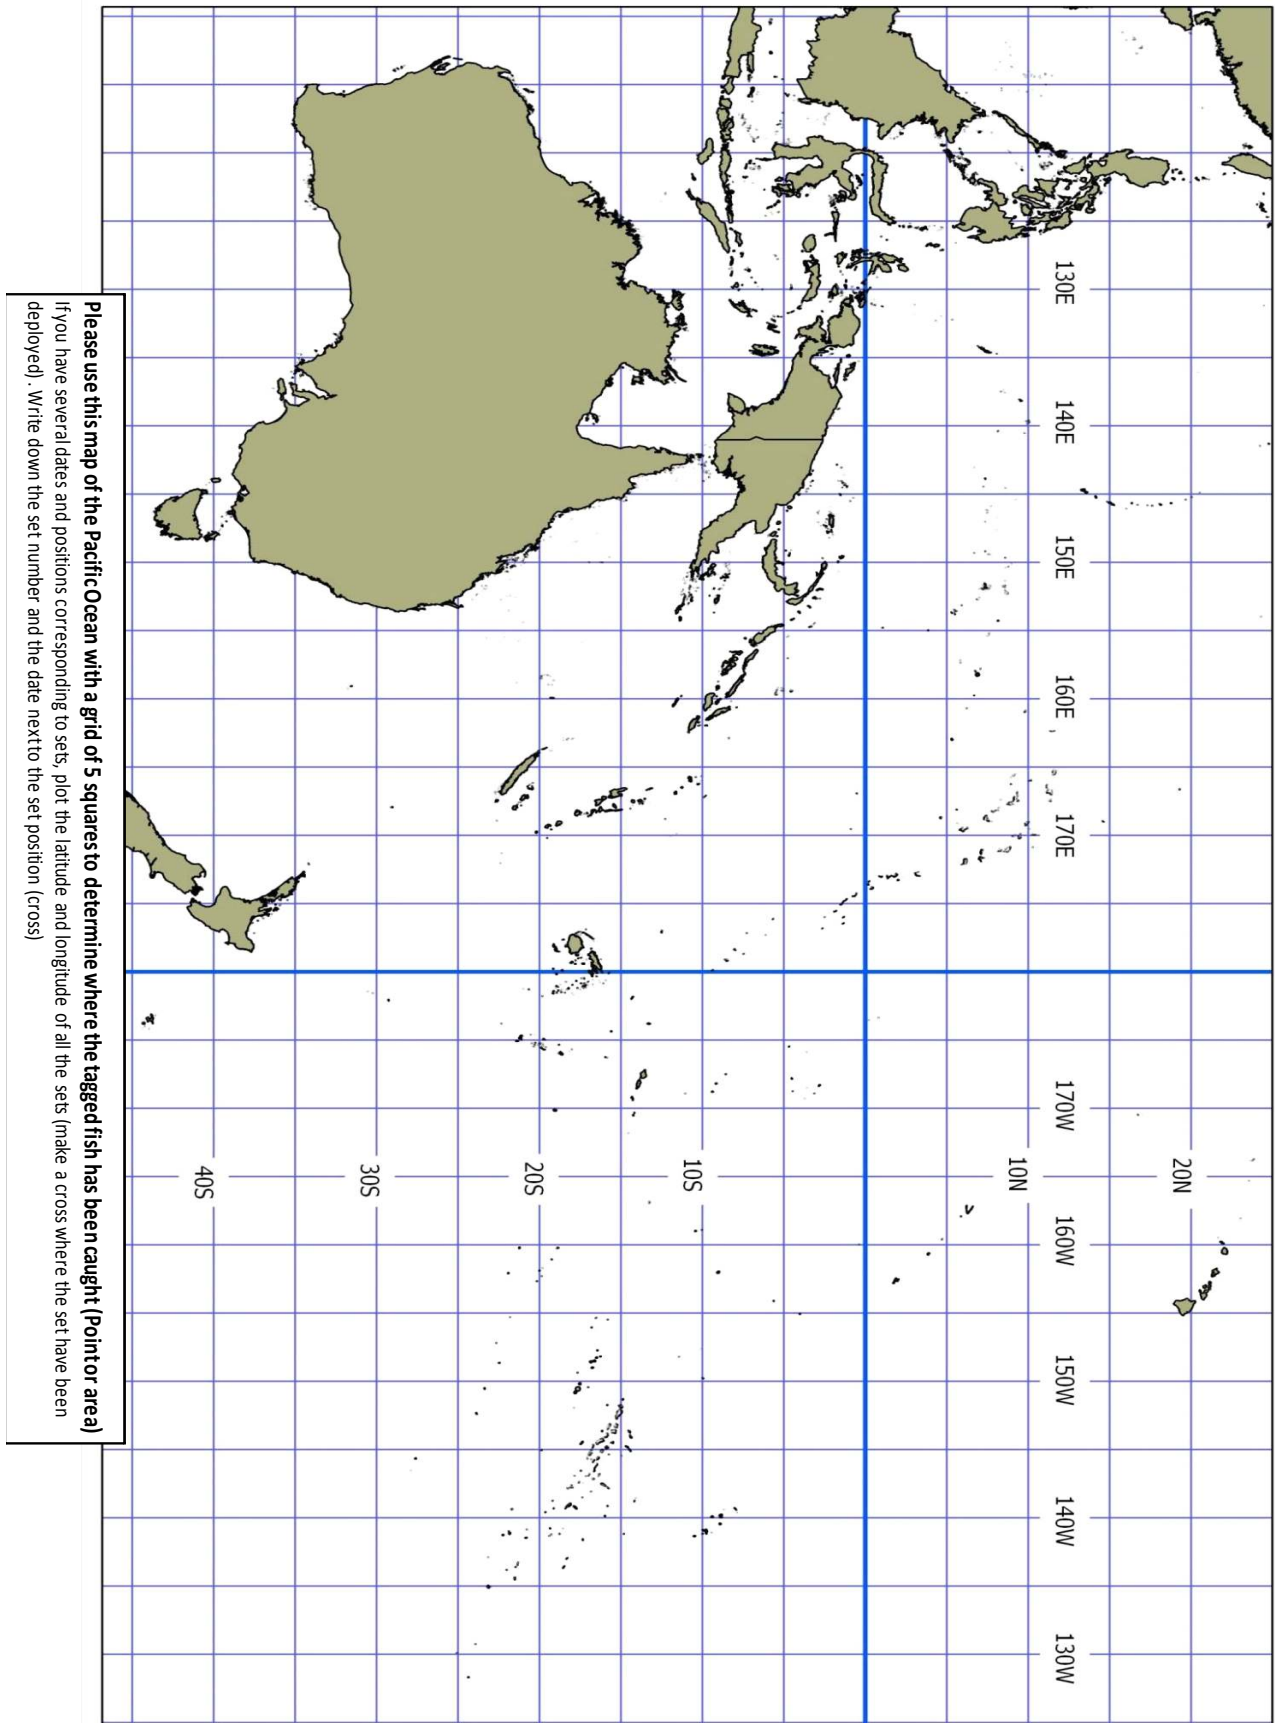 20N
130E 140E 150E 160E 170E 170W 160W 150W 140W 130W
10N
10S
20S
30S
40S
Please use this map of the Pacific Ocean with a grid of 5 squares to determine where the tagged fish has been caught (Point or area)
If you have several dates and positions corresponding to sets, plot the latitude and longitude of all the sets (make a cross where the set have been
deployed) . Write down the set number and the date next to the set position (cross)